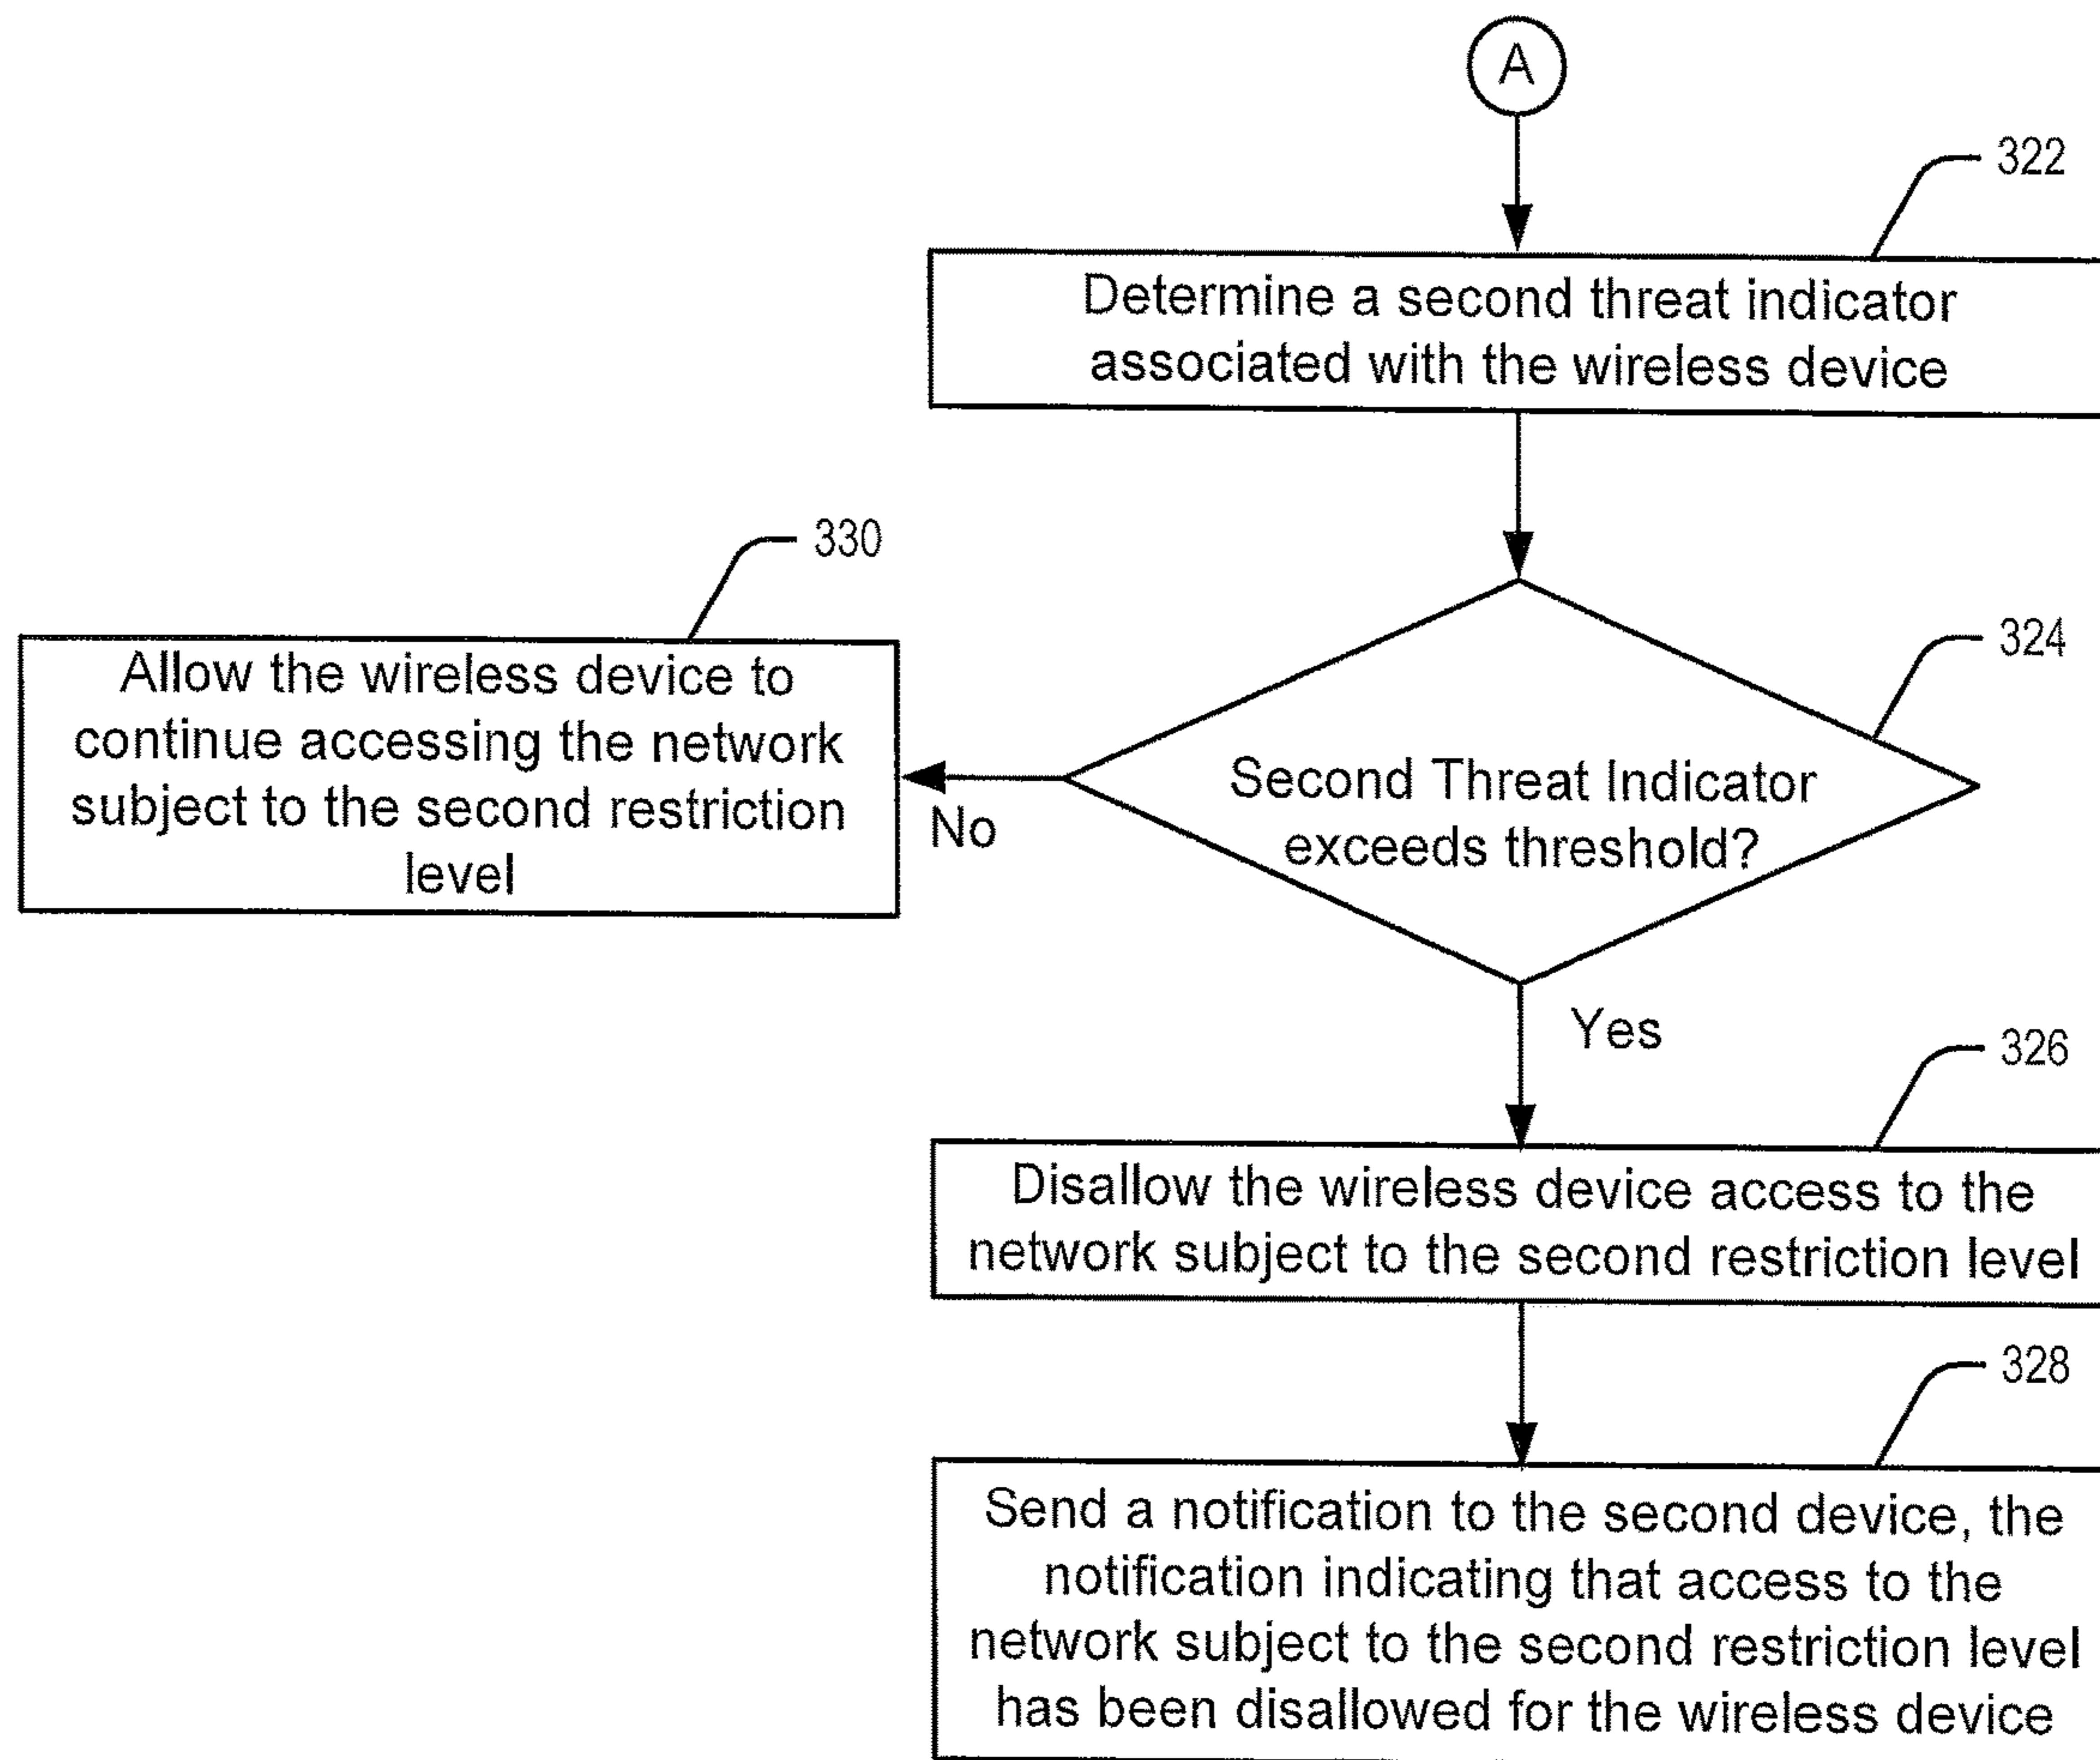 A
322
Determine a second threat indicator
associated with the wireless device
330
Allow the wireless device to
continue accessing the network
subject to the second restriction
level
324
Second Threat Indicator
exceeds threshold?
No
Yes
326
Disallow the wireless device access to the
network subject to the second restriction level
328
Send a notification to the second device, the
notification indicating that access to the
network subject to the second restriction level
has been disallowed for the wireless device